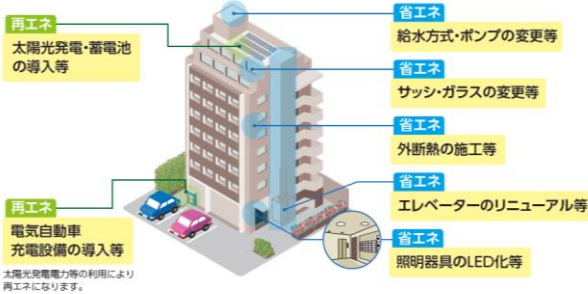 再エネ
太陽光発電・蓄電池
の導入等
再エネ
電気自動車
充電設備の導入等
太陽光発電電力等の利用により
再エネになります。
省エネ
給水方式・ポンプの変更等
省エネ
サッシ・ガラスの変更等
省エネ
外断熱の施工等
省エネ
エレベーターのリニューアル等
省エネ
照明器具のLED化等